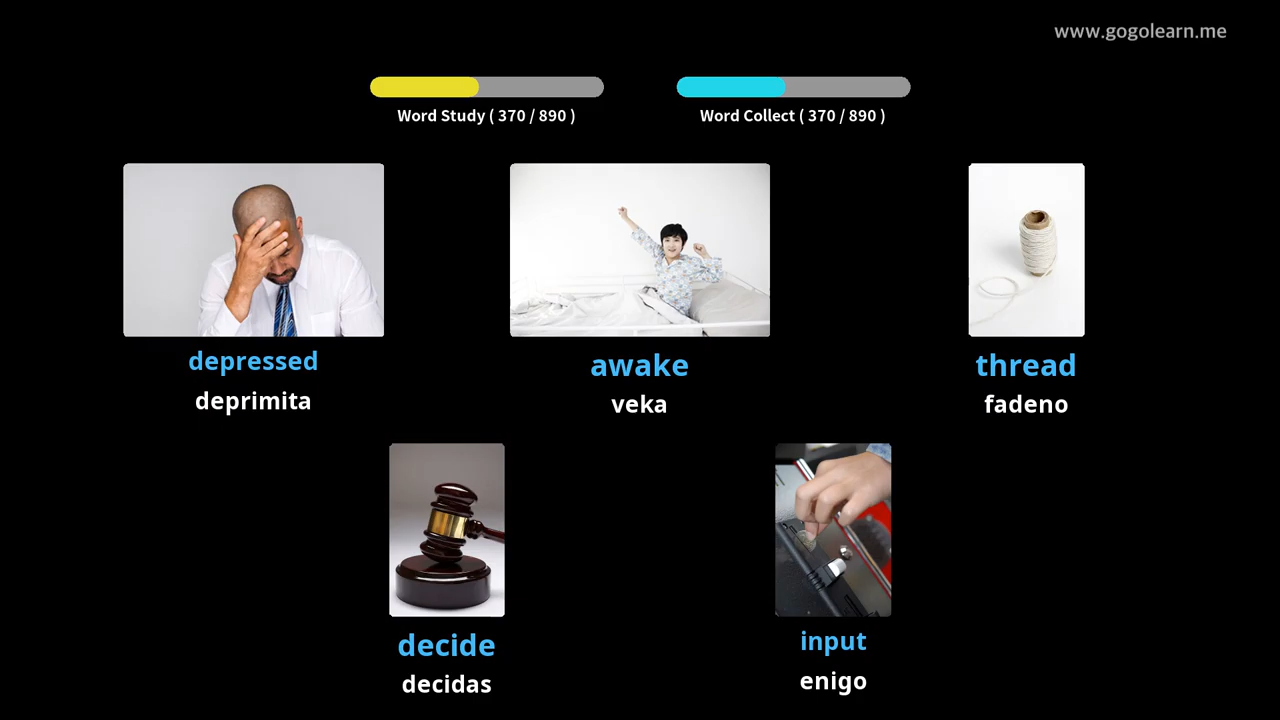 www.gogolearn.me
Word Study ( 370 / 890 )
Word Collect ( 370 / 890 )
depressed
deprimita
awake
veka
thread
fadeno
decide
decidas
input
enigo